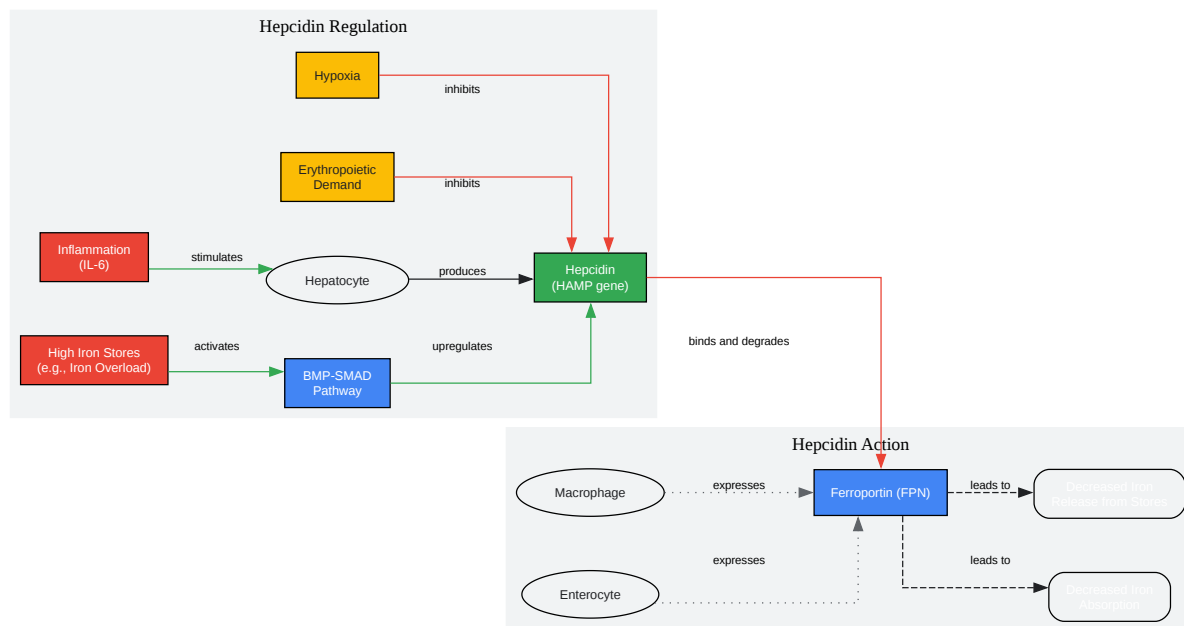 Hepcidin Regulation
Hypoxia
inhibits
Erythropoietic
Demand
inhibits
Inflammation
(IL-6)
stimulates
Hepatocyte
produces
Hepcidin
(HAMP gene)
High Iron Stores
(e.g., Iron Overload)
activates
BMP-SMAD
Pathway
upregulates
binds and degrades
Hepcidin Action
Macrophage
expresses
Ferroportin (FPN)
leads to
Decreased Iron
Release from Stores
Enterocyte
expresses
leads to
Decreased Iron
Absorption